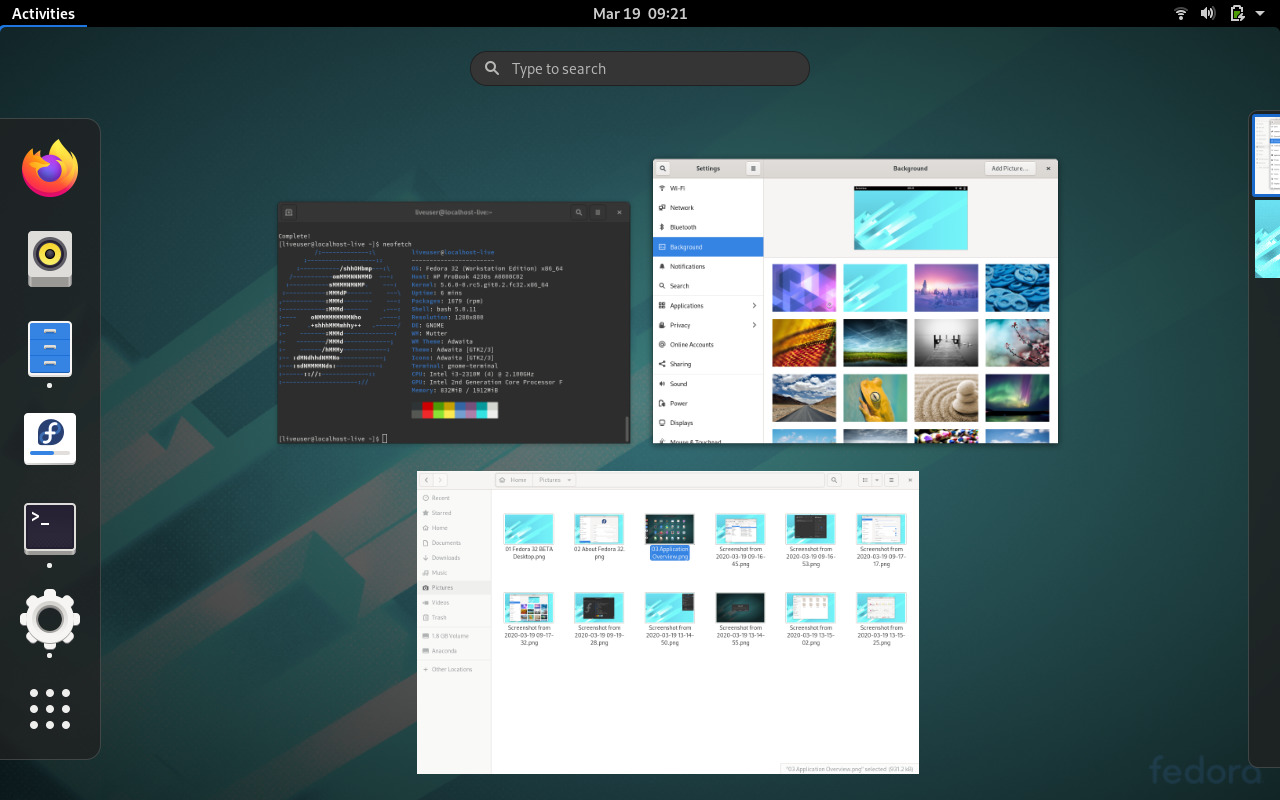 Activities
Mar 19 09:21
Type to search
liveuser@localhost-live:~
Complete!
[liveuser@localhost-live ~]$ neofetch
liveuser@localhost-live
-----------------------
OS: Fedora 32 (Workstation Edition) x86_64
Host: HP ProBook 4230s A0001C02
Kernel: 5.6.0-0.rc5.git0.2.fc32.x86_64
Uptime: 6 mins
Packages: 1679 (rpm)
Shell: bash 5.0.11
Resolution: 1280x800
DE: GNOME
WM: Mutter
WM Theme: Adwaita
Theme: Adwaita [GTK2/3]
Icons: Adwaita [GTK2/3]
Terminal: gnome-terminal
CPU: Intel i3-2310M (4) @ 2.100GHz
GPU: Intel 2nd Generation Core Processor F
Memory: 832MiB / 1912MiB
[liveuser@localhost-live ~]$
Settings
Background
Add Picture...
Wi-Fi
Network
Bluetooth
Background
Notifications
Search
Applications
Privacy
Online Accounts
Sharing
Sound
Power
Displays
Mouse & Touchpad
Home
Pictures
Recent
Starred
Home
Documents
Downloads
Music
Pictures
Videos
Trash
1.8 GB Volume
Anaconda
+ Other Locations
01 Fedora 32 BETA
Desktop.png
02 About Fedora 32.
png
03 Application
Overview.png
Screenshot from
2020-03-19 09-16-
45.png
Screenshot from
2020-03-19 09-16-
53.png
Screenshot from
2020-03-19 09-17-
17.png
Screenshot from
2020-03-19 09-17-
32.png
Screenshot from
2020-03-19 09-19-
28.png
Screenshot from
2020-03-19 13-14-
50.png
Screenshot from
2020-03-19 13-14-
55.png
Screenshot from
2020-03-19 13-15-
02.png
Screenshot from
2020-03-19 13-15-
25.png
"03 Application Overview.png" selected (931.2 kB)
fedora